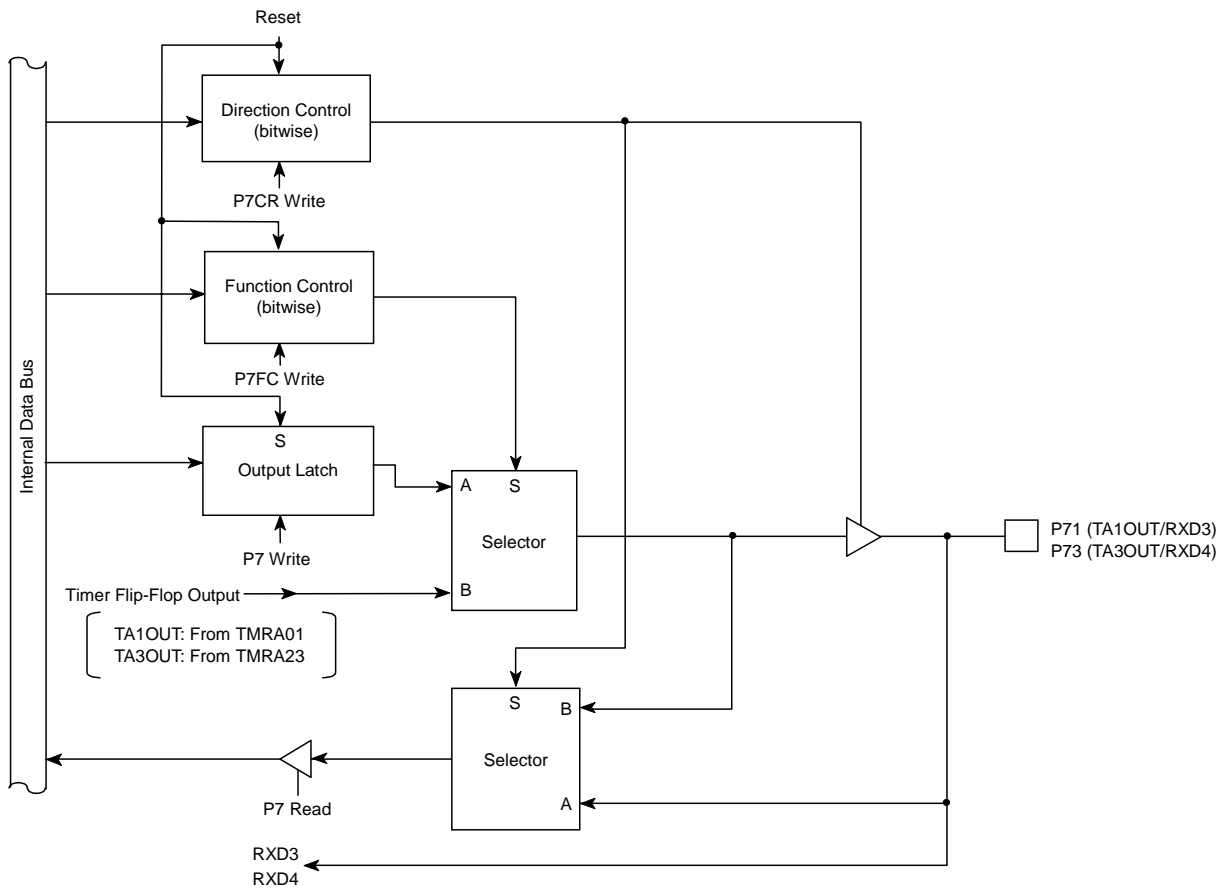 Reset
Direction Control
(bitwise)
P7CR Write
Function Control
(bitwise)
P7FC Write
Internal Data Bus
S
Output Latch
P7 Write
A
S
Selector
B
Timer Flip-Flop Output
TA1OUT: From TMRA01
TA3OUT: From TMRA23
P71 (TA1OUT/RXD3)
P73 (TA3OUT/RXD4)
S
B
Selector
A
P7 Read
RXD3
RXD4